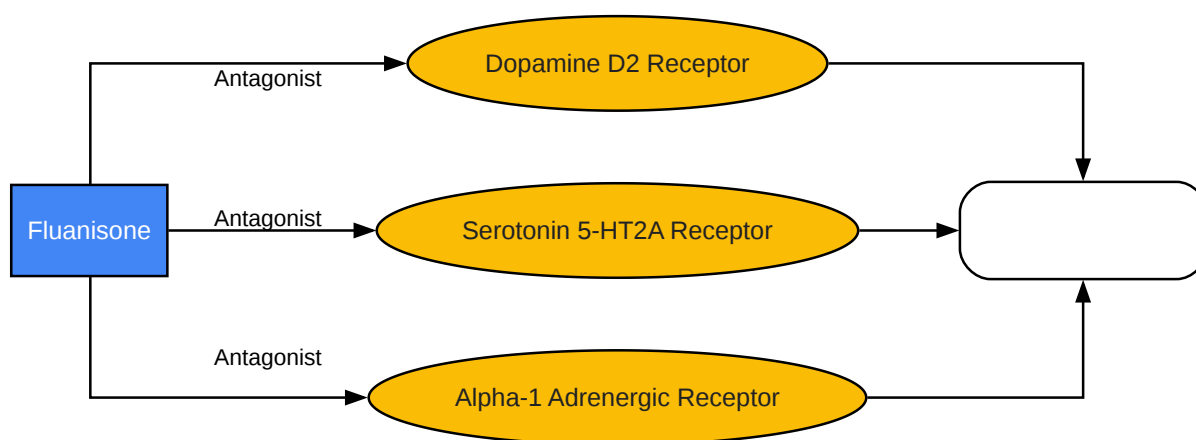 Dopamine D2 Receptor
Antagonist
Fluanisone
Antagonist
Serotonin 5-HT2A Receptor
Antagonist
Alpha-1 Adrenergic Receptor